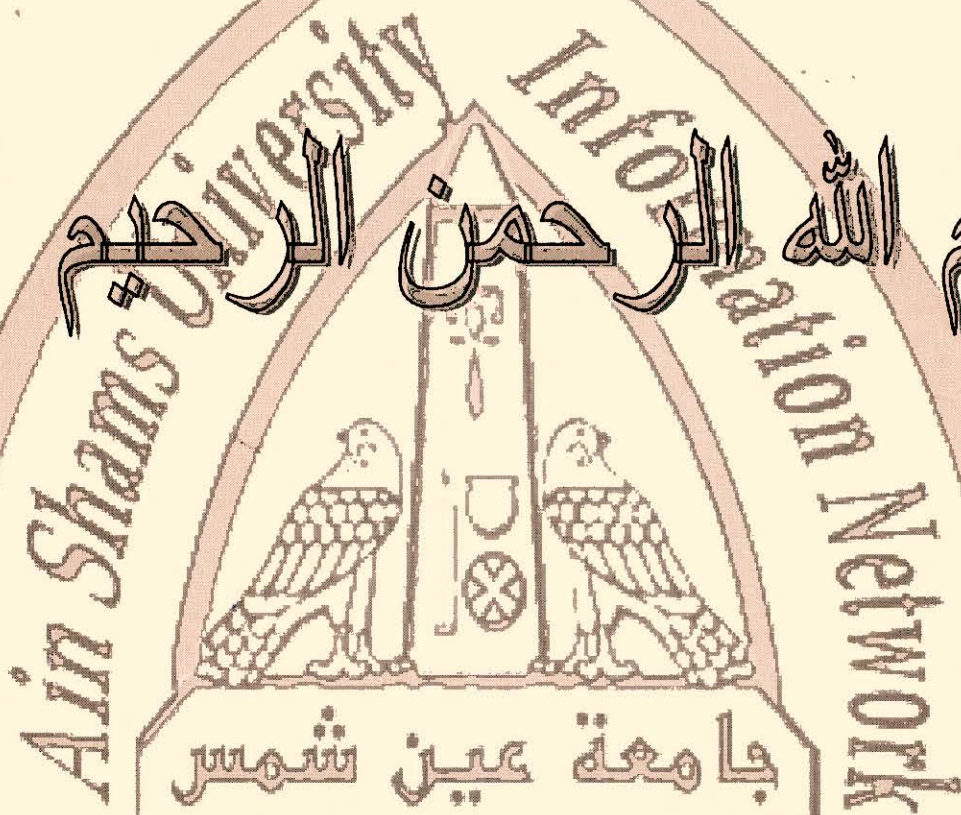 الله الرحمن الرحيم
Ain Shams University
Information Network
جامعة عين شمس